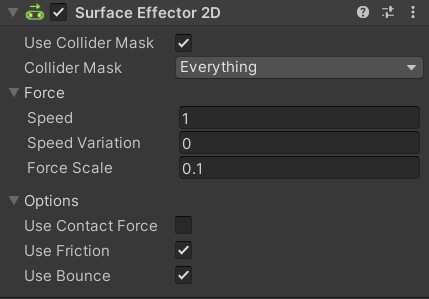 Surface Effector 2D
Use Collider Mask
Collider Mask Everything
Force
Speed 1
Speed Variation 0
Force Scale 0.1
Options
Use Contact Force
Use Friction
Use Bounce